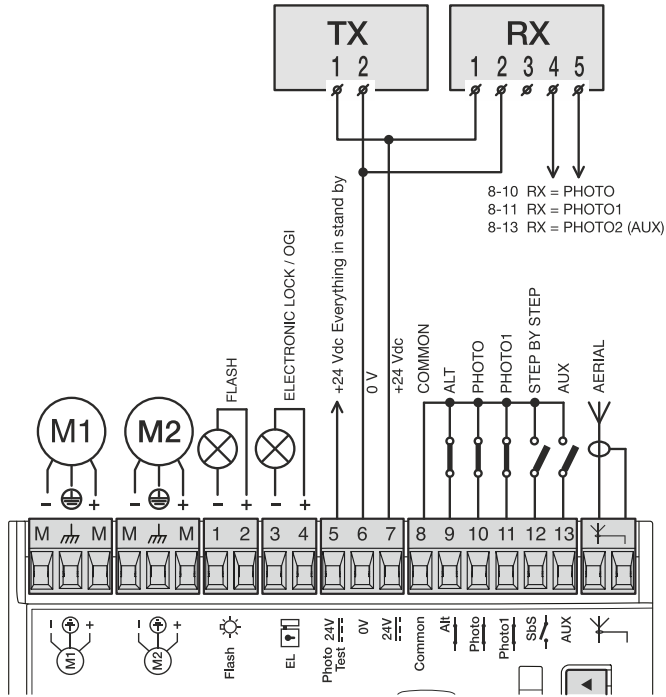 TX
1 2
RX
1 2 3 4 5
8-10 RX = PHOTO
8-11 RX = PHOTO1
8-13 RX = PHOTO2 (AUX)
FLASH
ELECTRONIC LOCK / OGI
+24 Vdc Everything in stand by
0 V
+24 Vdc
COMMON
ALT
PHOTO
PHOTO1
STEP BY STEP
AUX
AERIAL
M1
- +
M2
- +
- +
- +
M M M M 1 2 3 4 5 6 7 8 9 10 11 12 13
- +
M1
- +
M2
Flash
EL
Photo 24V
Test
0V
24V
Common
Alt
Photo
Photo1
SbS
AUX